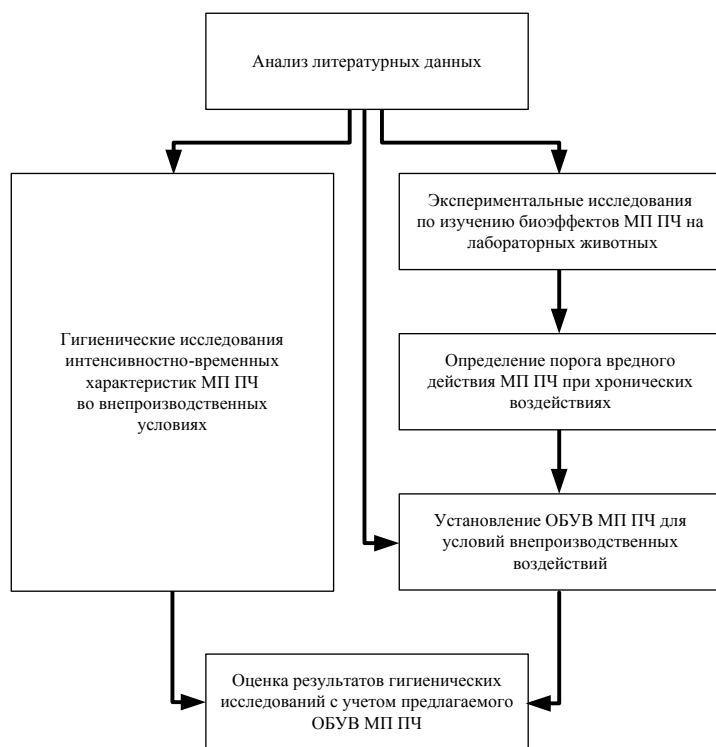 Анализ литературных данных
Экспериментальные исследования
по изучению биоэффектов МП ПЧ на
лабораторных животных
Гигиенические исследования
интенсивностно-временных
характеристик МП ПЧ
во внепроизводственных
условиях
Определение порога вредного
действия МП ПЧ при хронических
воздействиях
Установление ОБУВ МП ПЧ для
условий внепроизводственных
воздействий
Оценка результатов гигиенических
исследований с учетом предлагаемого
ОБУВ МП ПЧ